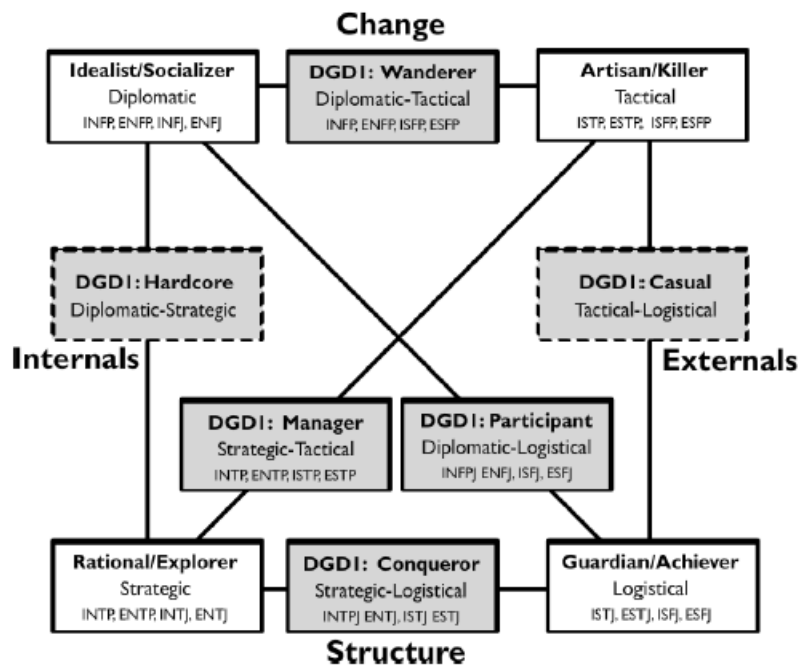 Change
Idealist/Socializer
Diplomatic
INFP, ENFP, INFJ, ENFJ
DGD1: Wanderer
Diplomatic-Tactical
INFP, ENFP, ISFP, ESFP
Artisan/Killer
Tactical
ISTP, ESTP, ISFP, ESFP
DGD1: Hardcore
Diplomatic-Strategic
DGD1: Casual
Tactical-Logistical
Internals
Externals
DGD1: Manager
Strategic-Tactical
INTP, ENTP, ISTP, ESTP
DGD1: Participant
Diplomatic-Logistical
INFPJ ENFJ, ISFJ, ESFJ
Rational/Explorer
Strategic
INTP, ENTP, INTJ, ENTJ
DGD1: Conqueror
Strategic-Logistical
INTPJ ENTJ, ISTJ ESTJ
Guardian/Achiever
Logistical
ISTJ, ESTJ, ISFJ, ESFJ
Structure